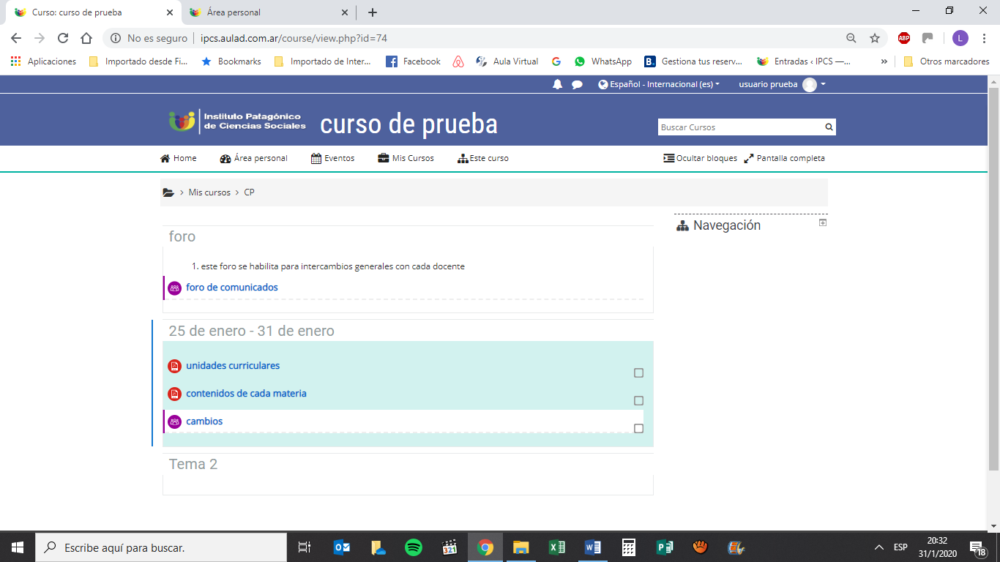 Curso: curso de prueba
Área personal
No es seguro
ipcs.aulad.com.ar/course/view.php?id=74
ABP
L
Aplicaciones
Importado desde Fi...
Bookmarks
Importado de Inter...
Facebook
Aula Virtual
G
WhatsApp
B.
Gestiona tus reserv...
Entradas ‹ IPCS —...
»
Otros marcadores
Español - Internacional (es)
usuario prueba
Instituto Patagónico
de Ciencias Sociales
curso de prueba
Buscar Cursos
Home
Área personal
Eventos
Mis Cursos
Este curso
Ocultar bloques
Pantalla completa
> Mis cursos > CP
Navegación
foro
1. este foro se habilita para intercambios generales con cada docente
foro de comunicados
25 de enero - 31 de enero
unidades curriculares
contenidos de cada materia
cambios
Tema 2
Escribe aquí para buscar.
321
ESP
20:32
31/1/2020
18